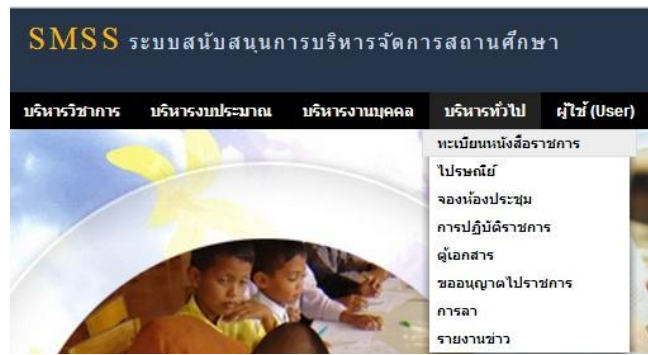 SMSS ระบบสนับสนุนการบริหารจัดการสถานศึกษา
บริหารวิชาการ บริหารงบประมาณ บริหารงานบุคคล บริหารทั่วไป ผู้ใช้ (User)
ทะเบียนหนังสือราชการ
ไปรษณีย์
จองห้องประชุม
การปฏิบัติราชการ
ตู้เอกสาร
ขออนุญาตไปราชการ
การลา
รายงานข่าว